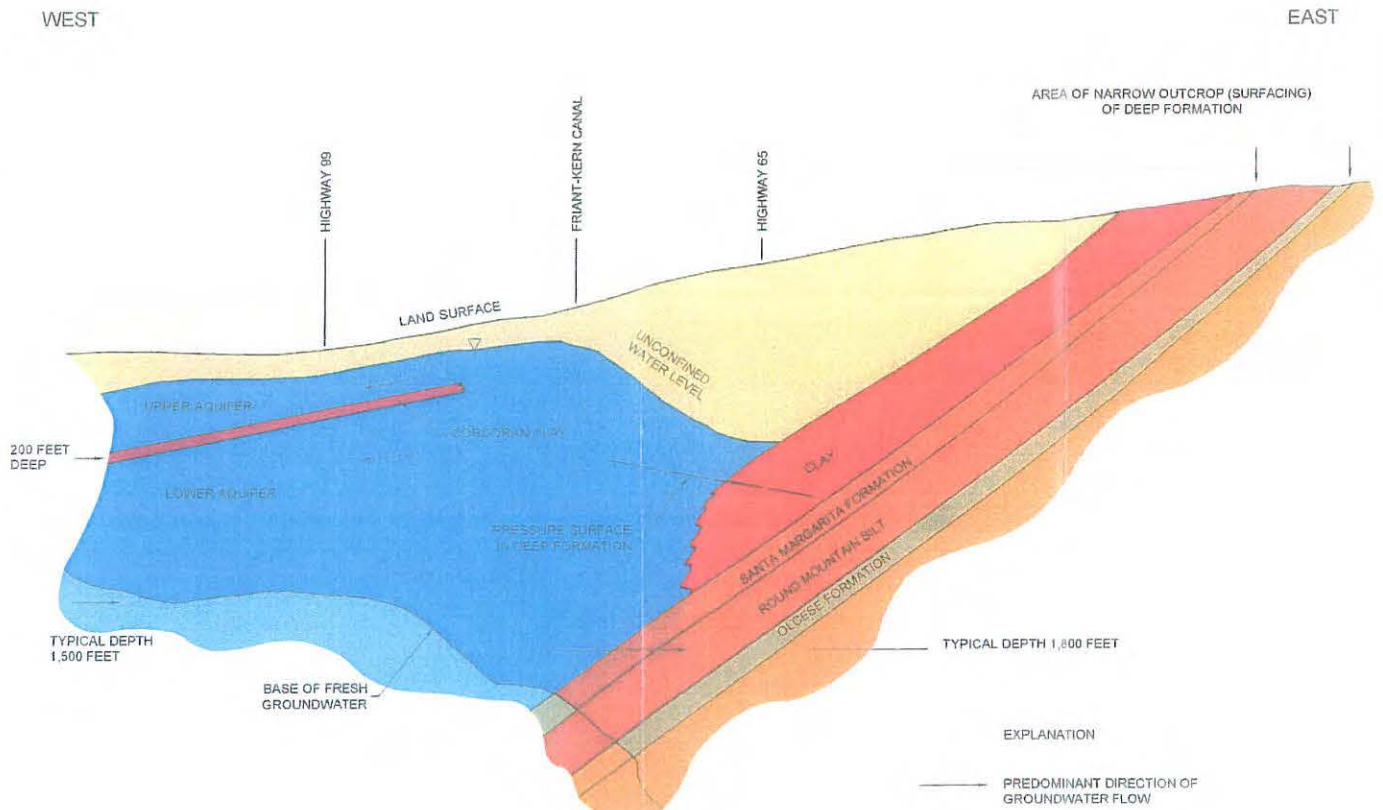 WEST
EAST
AREA OF NARROW OUTCROP (SURFACING)
OF DEEP FORMATION
HIGHWAY 99
FRIANT-KERN CANAL
HIGHWAY 65
LAND SURFACE
UNCONFINED
WATER LEVEL
UPPER AQUIFER
CORCORAN CLAY
200 FEET
DEEP
LOWER AQUIFER
CLAY
PRESSURE SURFACE
IN DEEP FORMATION
SANTA MARGARITA FORMATION
ROUND MOUNTAIN SILT
OLCESE FORMATION
TYPICAL DEPTH
1,500 FEET
TYPICAL DEPTH 1,800 FEET
BASE OF FRESH
GROUNDWATER
EXPLANATION
PREDOMINANT DIRECTION OF
GROUNDWATER FLOW